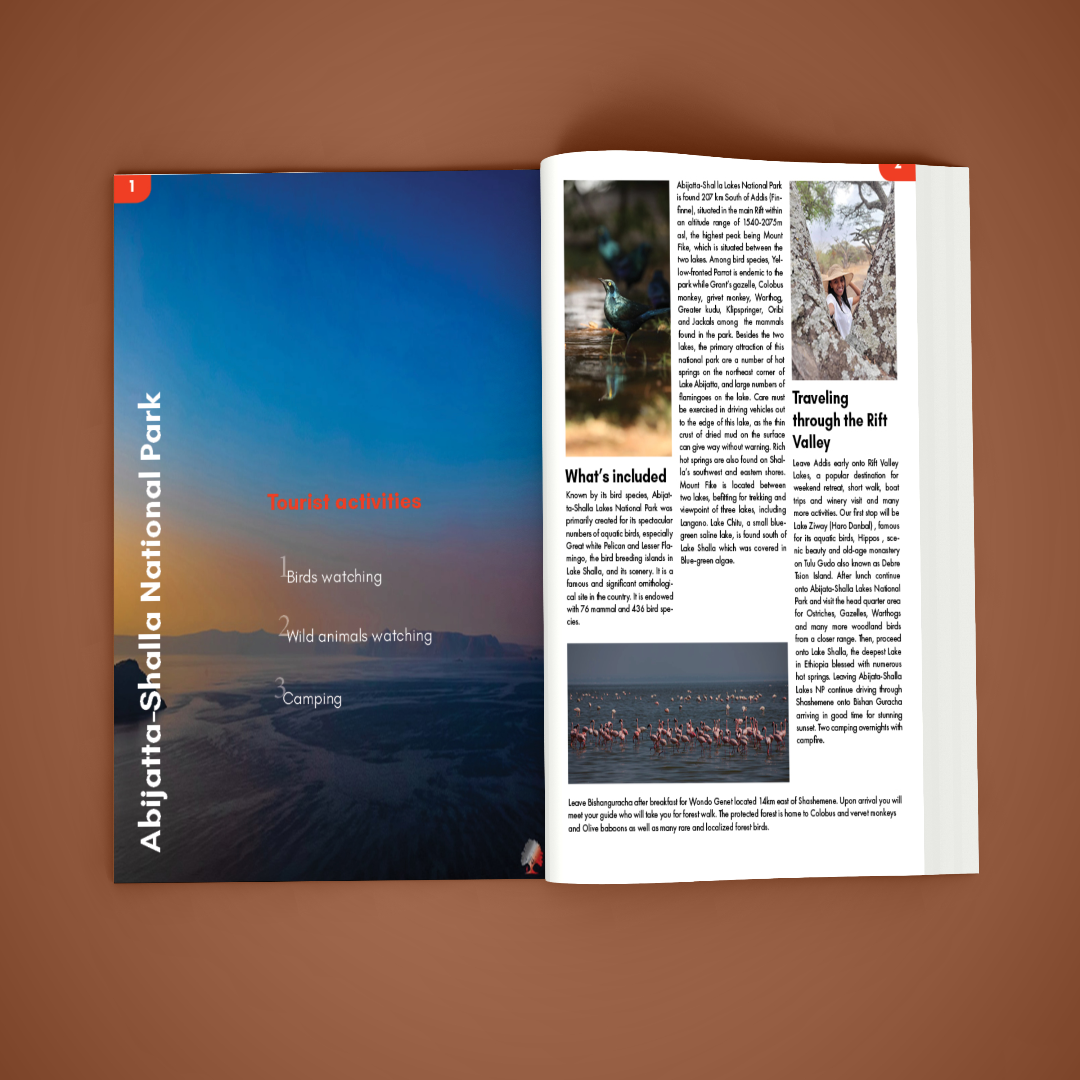 1
Abijatta-Shalla National Park
Tourist activities
1 Birds watching
2 Wild animals watching
3 Camping
2
What's included
Known by its bird species, Abijat-
ta-Shalla Lakes National Park was
primarily created for its spectacular
numbers of aquatic birds, especially
Great white Pelican and Lesser Fla-
mingo, the bird breeding islands in
Lake Shalla, and its scenery. It is a
famous and significant ornithologi-
cal site in the country. It is endowed
with 76 mammal and 436 bird spe-
cies.
Abijatta-Shal la Lakes National Park
is found 207 km South of Addis (Fin-
finne), situated in the main Rift within
an altitude range of 1540-2075m
asl, the highest peak being Mount
Fike, which is situated between the
two lakes. Among bird species, Yel-
low-fronted Parrot is endemic to the
park while Grant's gazelle, Colobus
monkey, grivet monkey, Warthog,
Greater kudu, Klipspringer, Oribi
and Jackals among the mammals
found in the park. Besides the two
lakes, the primary attraction of this
national park are a number of hot
springs on the northeast corner of
Lake Abijatta, and large numbers of
flamingoes on the lake. Care must
be exercised in driving vehicles out
to the edge of this lake, as the thin
crust of dried mud on the surface
can give way without warning. Rich
hot springs are also found on Shal-
la's southwest and eastern shores.
Mount Fike is located between
two lakes, befitting for trekking and
viewpoint of three lakes, including
Langano. Lake Chitu, a small blue-
green saline lake, is found south of
Lake Shalla which was covered in
Blue-green algae.
Traveling
through the Rift
Valley
Leave Addis early onto Rift Valley
Lakes, a popular destination for
weekend retreat, short walk, boat
trips and winery visit and many
more activities. Our first stop will be
Lake Ziway (Haro Danbal) , famous
for its aquatic birds, Hippos , sce-
nic beauty and old-age monastery
on Tulu Gudo also known as Debre
Tsion Island. After lunch continue
onto Abijata-Shalla Lakes National
Park and visit the head quarter area
for Ostriches, Gazelles, Warthogs
and many more woodland birds
from a closer range. Then, proceed
onto Lake Shalla, the deepest Lake
in Ethiopia blessed with numerous
hot springs. Leaving Abijata-Shalla
Lakes NP continue driving through
Shashemene onto Bishan Guracha
arriving in good time for stunning
sunset. Two camping overnights with
campfire.
Leave Bishanguracha after breakfast for Wondo Genet located 14km east of Shashemene. Upon arrival you will
meet your guide who will take you for forest walk. The protected forest is home to Colobus and vervet monkeys
and Olive baboons as well as many rare and localized forest birds.